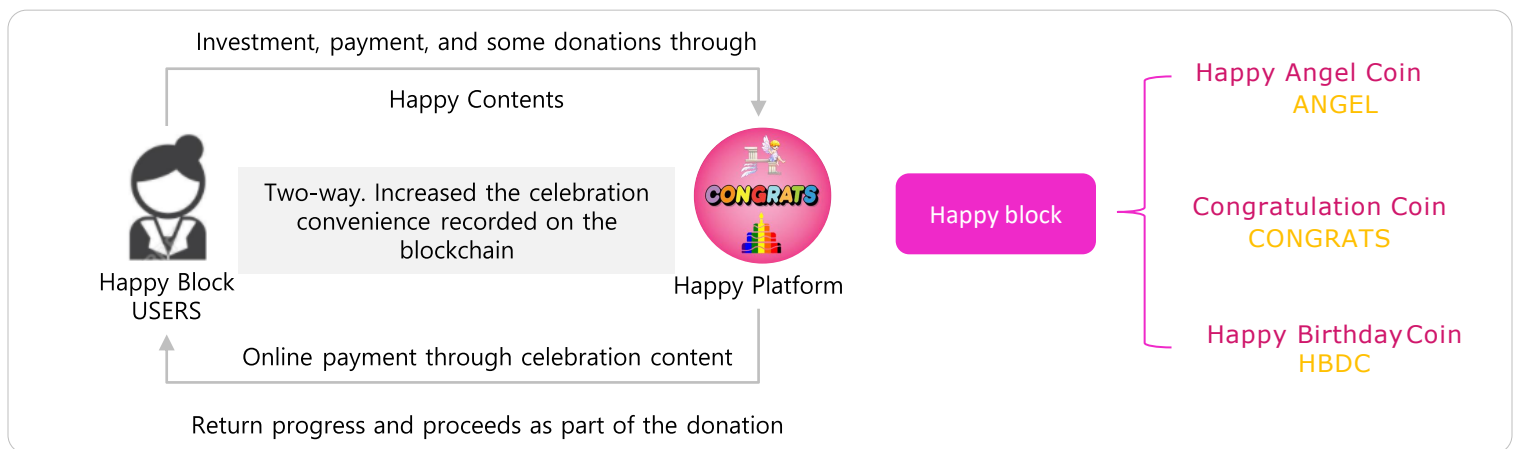 Investment, payment, and some donations through
Happy Contents
Two-way. Increased the celebration
convenience recorded on the
blockchain
CONGRATS
Happy Block
USERS
Happy Platform
Online payment through celebration content
Return progress and proceeds as part of the donation
Happy block
Happy Angel Coin
ANGEL
Congratulation Coin
CONGRATS
Happy Birthday Coin
HBDC